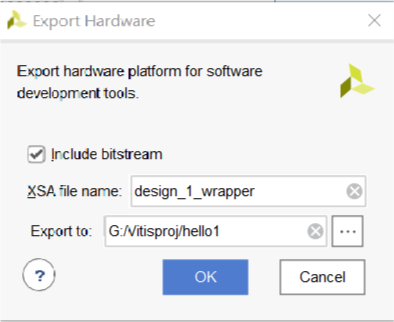 Export Hardware
Export hardware platform for software
development tools.
Include bitstream
XSA file name: design_1_wrapper
Export to: G:/Vitisproj/hello1 ...
? OK Cancel